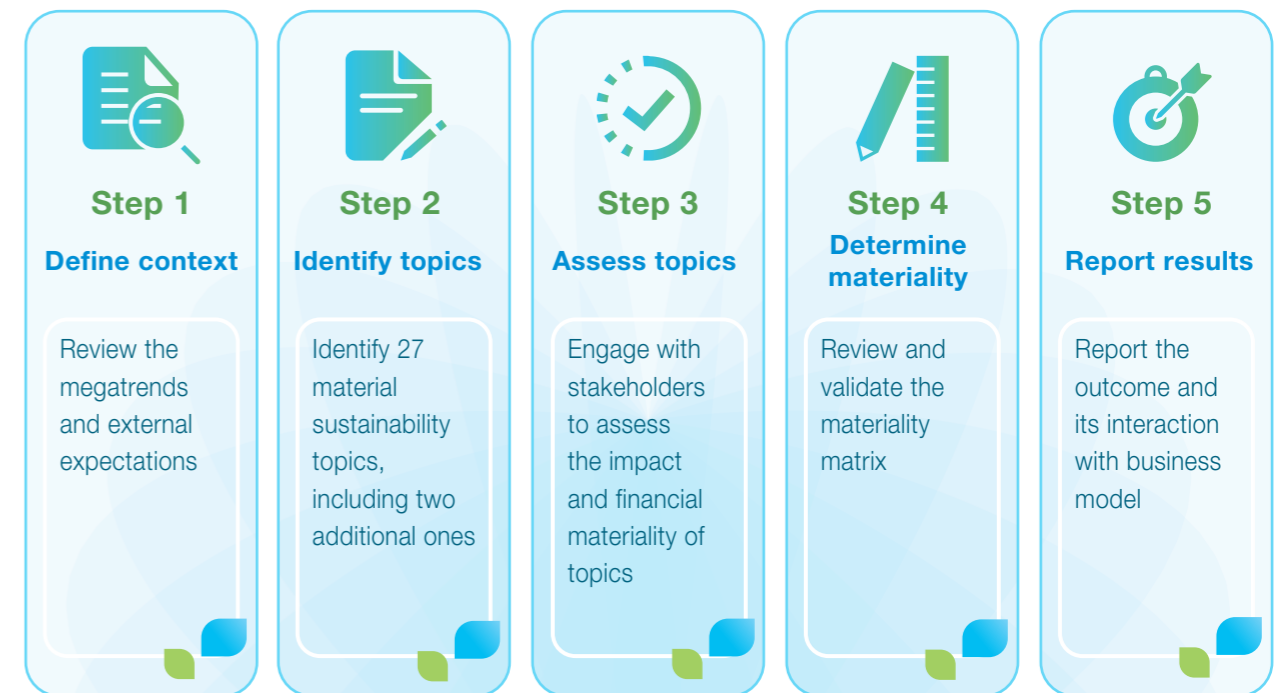 Step 1
Define context
Review the
megatrends
and external
expectations
Step 2
Identify topics
Identify 27
material
sustainability
topics,
including two
additional ones
Step 3
Assess topics
Engage with
stakeholders
to assess
the impact
and financial
materiality of
topics
Step 4
Determine
materiality
Review and
validate the
materiality
matrix
Step 5
Report results
Report the
outcome and
its interaction
with business
model